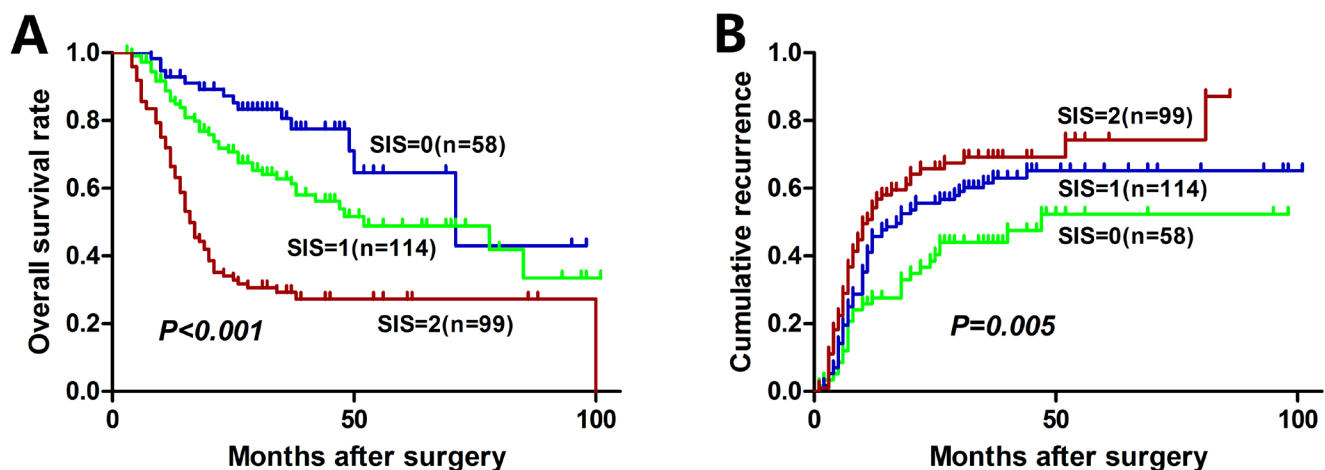 A
Overall survival rate
1.0
0.8
0.6
0.4
0.2
0.0
0
50
100
Months after surgery
SIS=0(n=58)
SIS=1(n=114)
SIS=2(n=99)
P<0.001
B
Cumulative recurrence
1.0
0.8
0.6
0.4
0.2
0.0
0
50
100
Months after surgery
SIS=2(n=99)
SIS=1(n=114)
SIS=0(n=58)
P=0.005